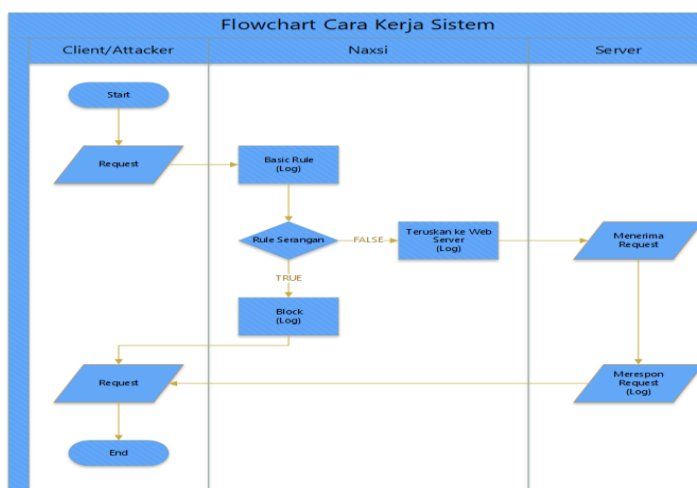 Flowchart Cara Kerja Sistem
Client/Attacker
Naxsi
Server
Start
Request
Basic Rule
(Log)
Rule Serangan
FALSE
Teruskan ke Web
Server
(Log)
Menerima
Request
TRUE
Block
(Log)
Request
Merespon
Request
(Log)
End